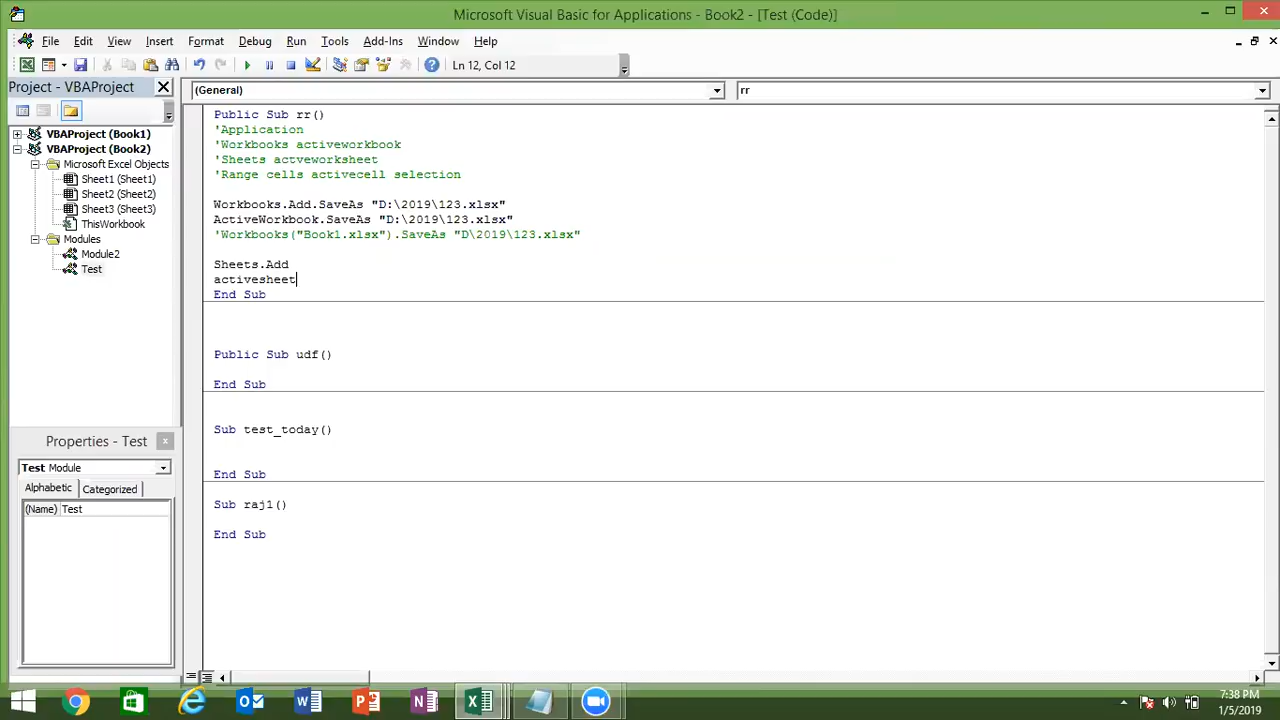 Microsoft Visual Basic for Applications - Book2 - [Test (Code)]
File Edit View Insert Format Debug Run Tools Add-Ins Window Help
Ln 12, Col 12
Project - VBAProject
(General)
rr
VBAProject (Book1)
VBAProject (Book2)
Microsoft Excel Objects
Sheet1 (Sheet1)
Sheet2 (Sheet2)
Sheet3 (Sheet3)
ThisWorkbook
Modules
Module2
Test
Properties - Test
Test Module
Alphabetic Categorized
(Name) Test
Public Sub rr()
'Application
'Workbooks activeworkbook
'Sheets actveworksheet
'Range cells activecell selection
Workbooks.Add.SaveAs "D:\2019\123.xlsx"
ActiveWorkbook.SaveAs "D:\2019\123.xlsx"
'Workbooks("Book1.xlsx").SaveAs "D\2019\123.xlsx"
Sheets.Add
activesheet
End Sub
Public Sub udf()
End Sub
Sub test_today()
End Sub
Sub raj1()
End Sub
7:38 PM
1/5/2019